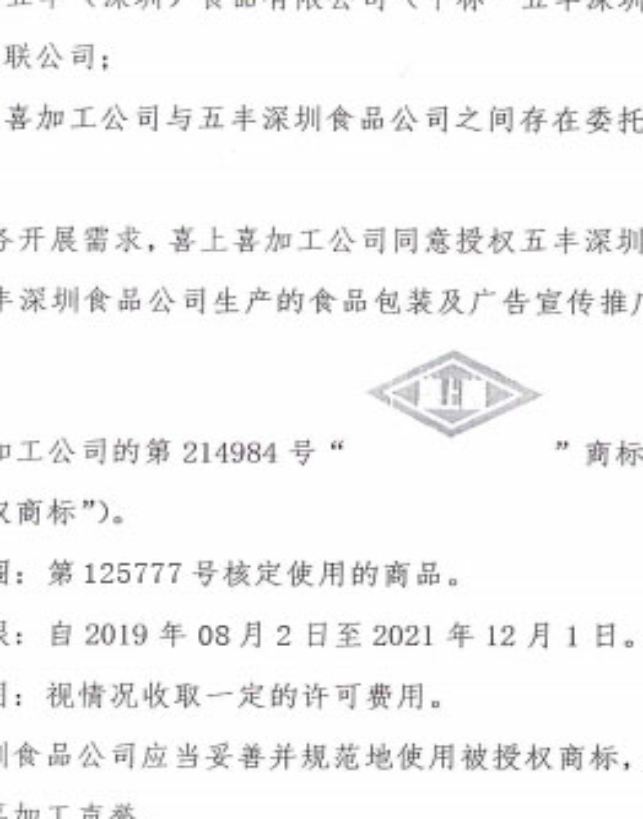 五丰（深圳）食品有限公司（下称“五丰深圳
联公司；
喜加工公司与五丰深圳食品公司之间存在委托
务开展需求，喜上喜加工公司同意授权五丰深圳
丰深圳食品公司生产的食品包装及广告宣传推广
加工公司的第 214984 号“ ”商标
权商标”)。
围：第 125777 号核定使用的商品。
限：自 2019 年 08 月 2 日至 2021 年 12 月 1 日。
用：视情况收取一定的许可费用。
圳食品公司应当妥善并规范地使用被授权商标，
喜加工声誉